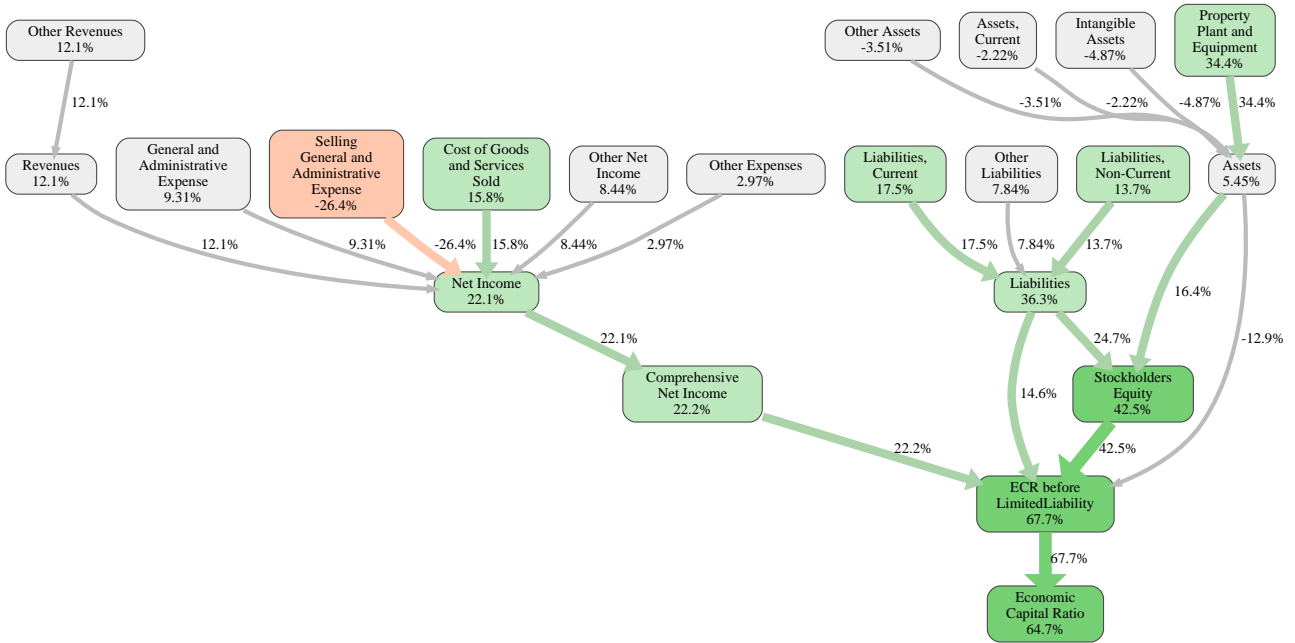 Other Revenues
12.1%
Other Assets
-3.51%
Assets,
Current
-2.22%
Intangible
Assets
-4.87%
Property
Plant and
Equipment
34.4%
12.1%
-3.51%
-2.22%
-4.87%
34.4%
Revenues
12.1%
General and
Administrative
Expense
9.31%
Selling
General and
Administrative
Expense
-26.4%
Cost of Goods
and Services
Sold
15.8%
Other Net
Income
8.44%
Other Expenses
2.97%
Liabilities,
Current
17.5%
Other
Liabilities
7.84%
Liabilities,
Non-Current
13.7%
Assets
5.45%
12.1%
9.31%
-26.4%
15.8%
8.44%
2.97%
17.5%
7.84%
13.7%
16.4%
-12.9%
Net Income
22.1%
Liabilities
36.3%
22.1%
24.7%
14.6%
Comprehensive
Net Income
22.2%
Stockholders
Equity
42.5%
22.2%
42.5%
ECR before
LimitedLiability
67.7%
67.7%
Economic
Capital Ratio
64.7%